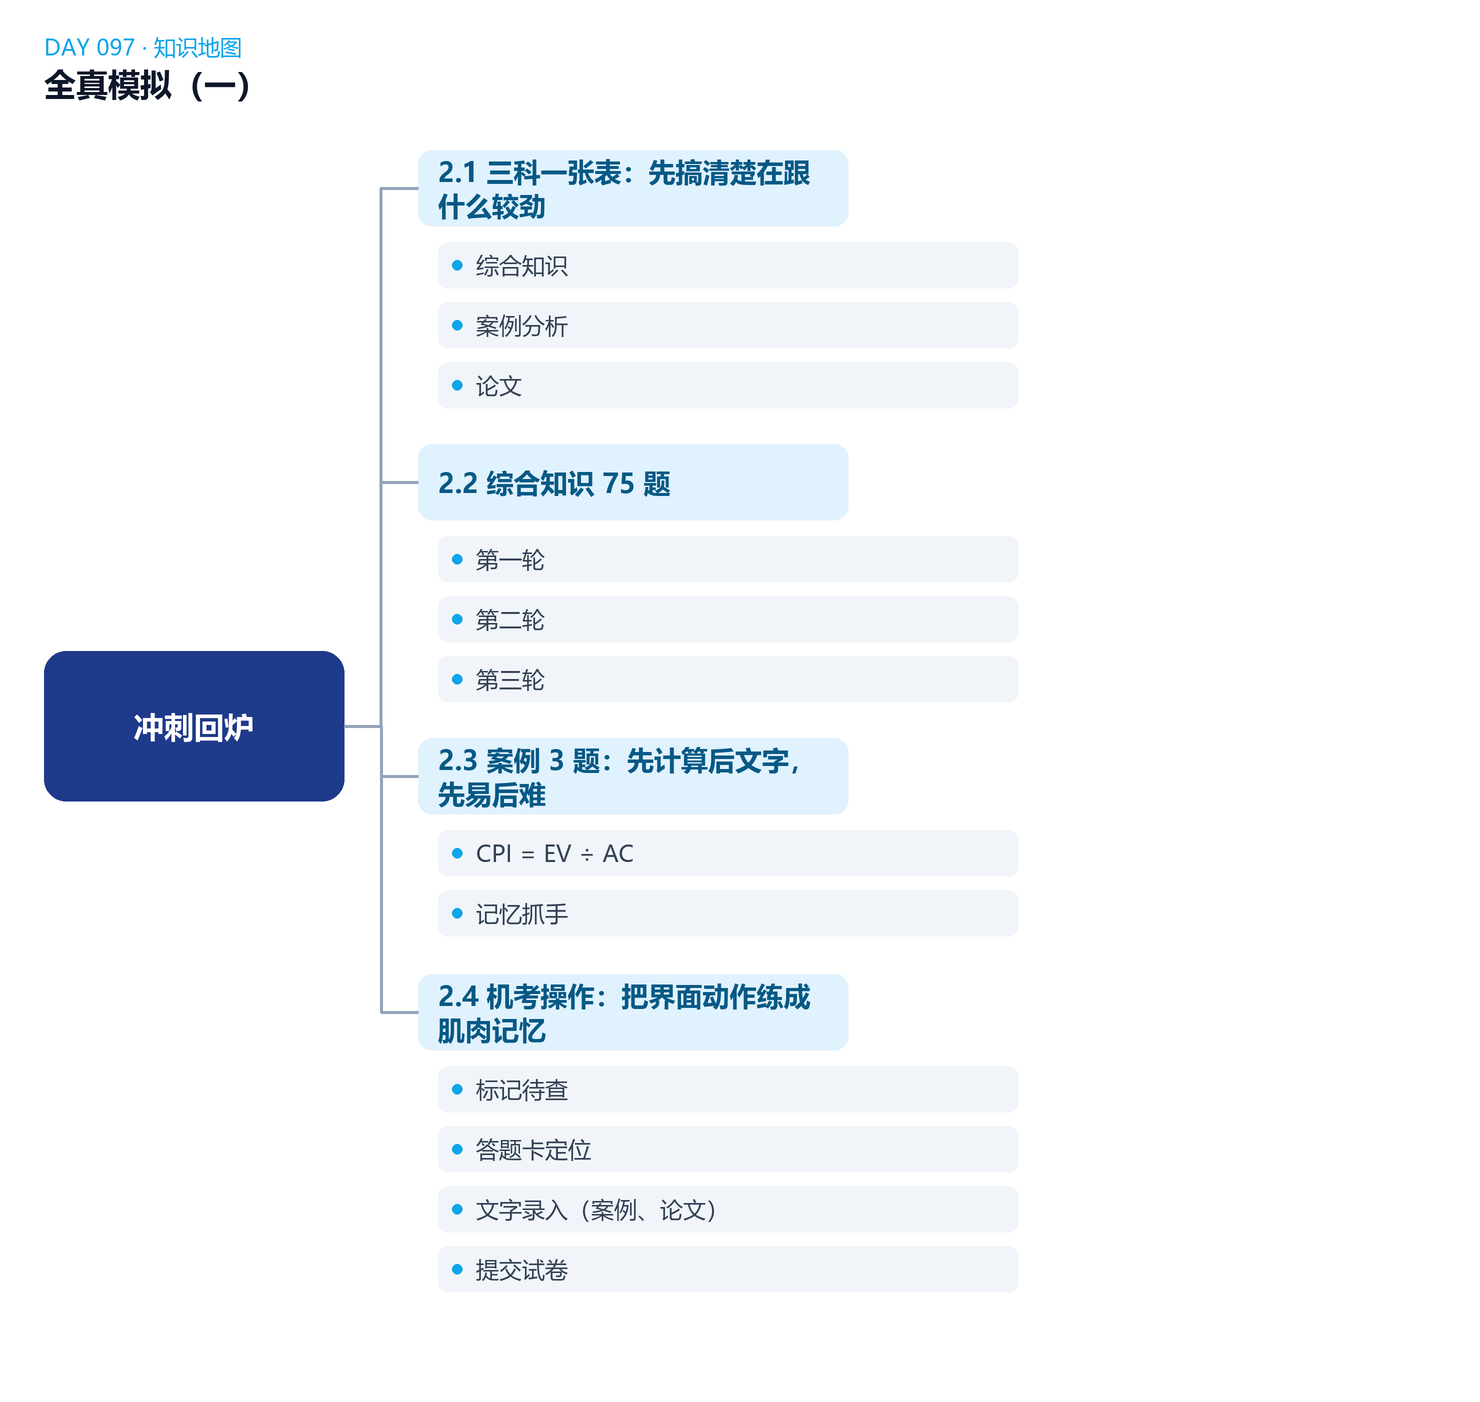 DAY 097 · 知识地图
全真模拟（一）
2.1 三科一张表：先搞清楚在跟
什么较劲
综合知识
案例分析
论文
2.2 综合知识 75 题
第一轮
第二轮
第三轮
冲刺回炉
2.3 案例 3 题：先计算后文字，
先易后难
CPI = EV ÷ AC
记忆抓手
2.4 机考操作：把界面动作练成
肌肉记忆
标记待查
答题卡定位
文字录入（案例、论文）
提交试卷